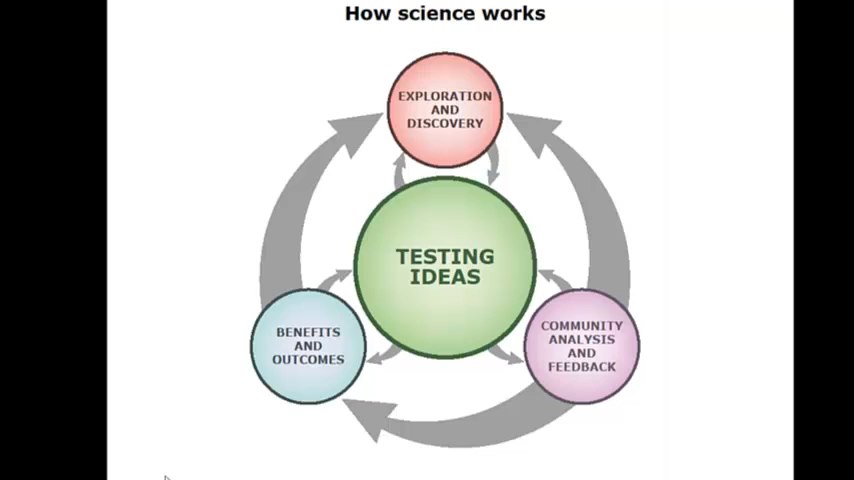 How science works
EXPLORATION
AND
DISCOVERY
TESTING
IDEAS
BENEFITS
AND
OUTCOMES
COMMUNITY
ANALYSIS
AND
FEEDBACK